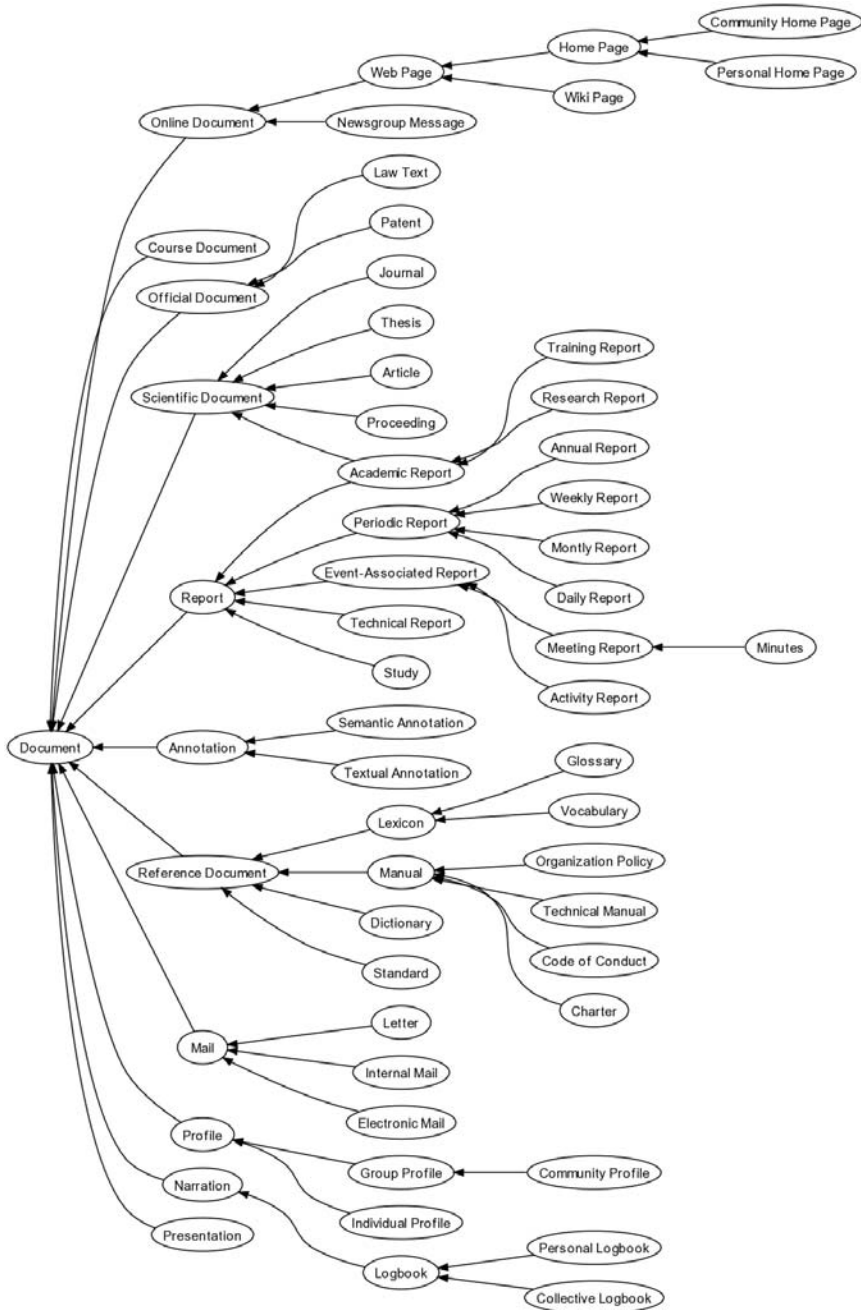 Community Home Page
Home Page
Web Page
Personal Home Page
Wiki Page
Online Document
Newsgroup Message
Law Text
Patent
Course Document
Journal
Official Document
Thesis
Training Report
Article
Scientific Document
Research Report
Proceeding
Annual Report
Academic Report
Weekly Report
Periodic Report
Montly Report
Event-Associated Report
Report
Daily Report
Technical Report
Meeting Report
Minutes
Study
Activity Report
Semantic Annotation
Document
Annotation
Glossary
Textual Annotation
Vocabulary
Lexicon
Organization Policy
Reference Document
Manual
Technical Manual
Dictionary
Code of Conduct
Standard
Charter
Letter
Mail
Internal Mail
Electronic Mail
Profile
Group Profile
Community Profile
Narration
Individual Profile
Presentation
Personal Logbook
Logbook
Collective Logbook